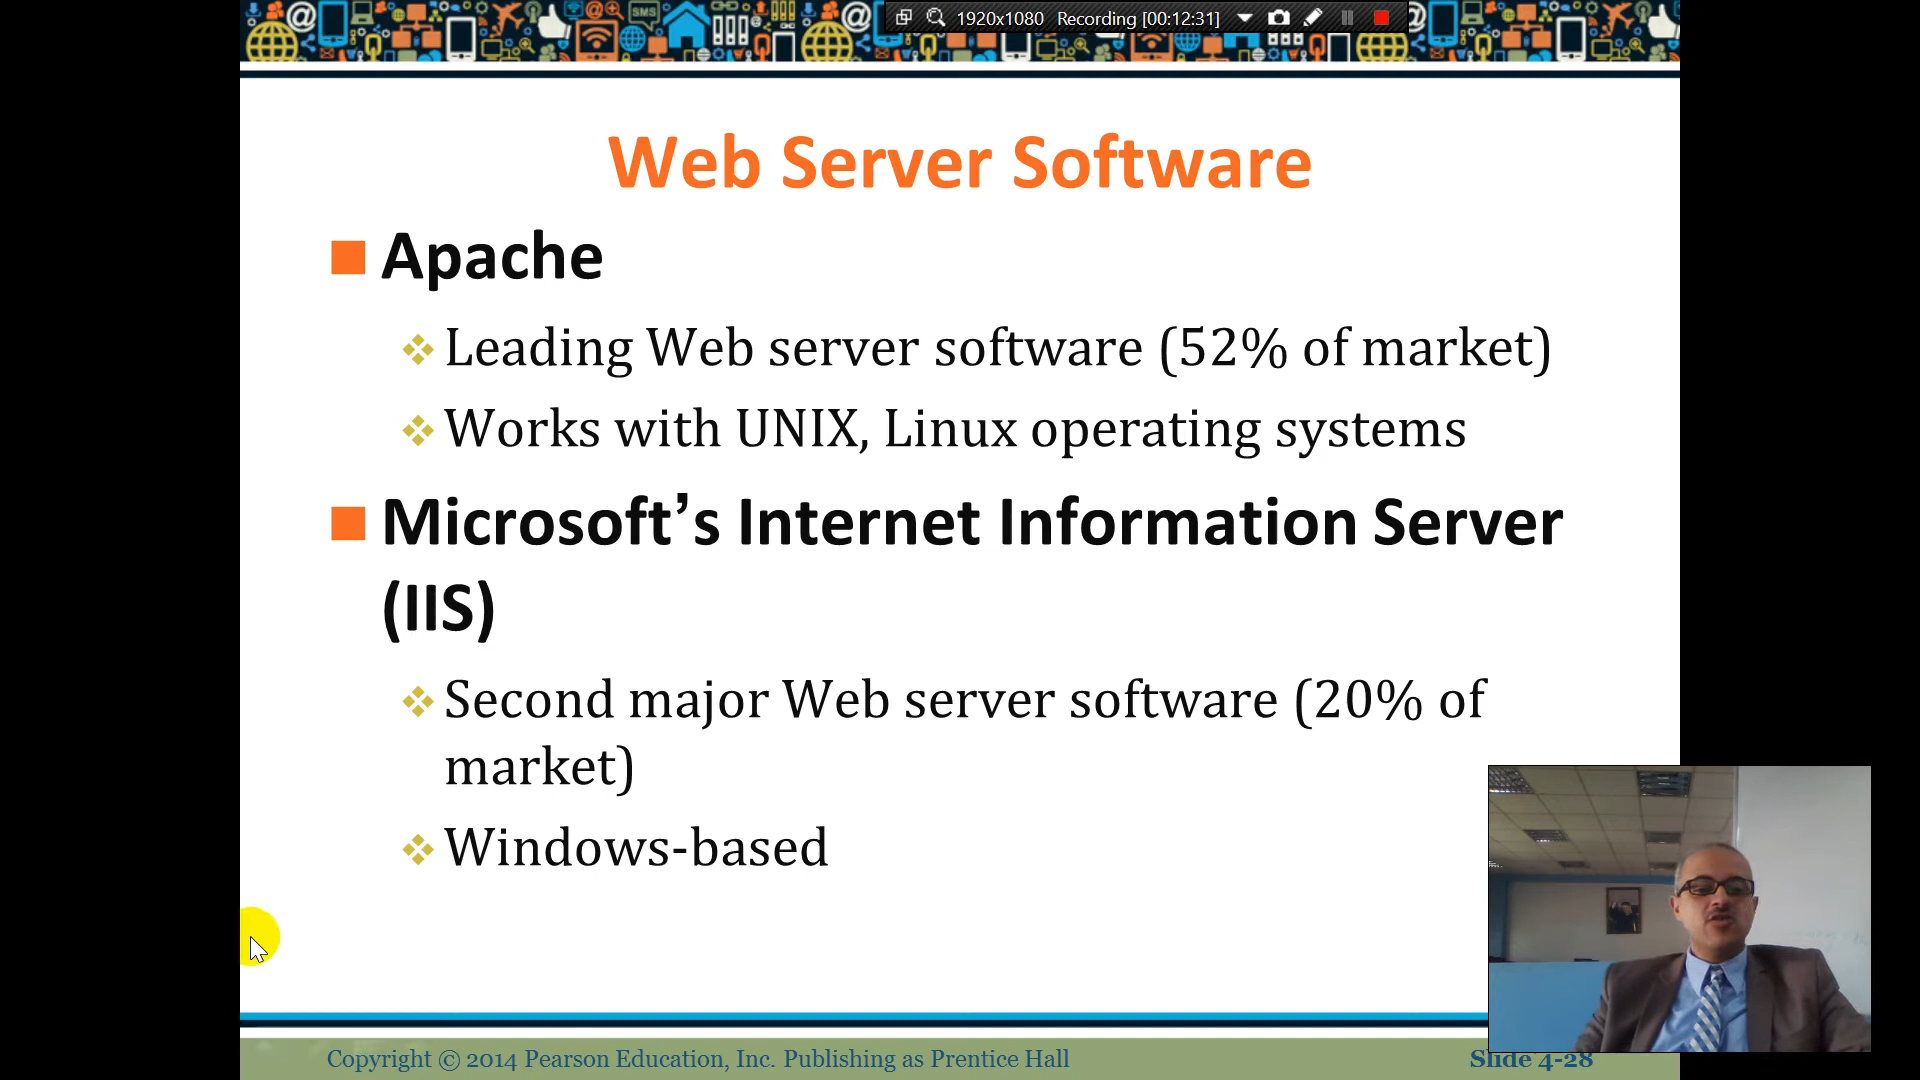 SMS
1920x1080 Recording [00:12:31]
Web Server Software
Apache
Leading Web server software (52% of market)
Works with UNIX, Linux operating systems
Microsoft’s Internet Information Server
(IIS)
Second major Web server software (20% of
market)
Windows-based
Copyright © 2014 Pearson Education, Inc. Publishing as Prentice Hall
Slide 4-28